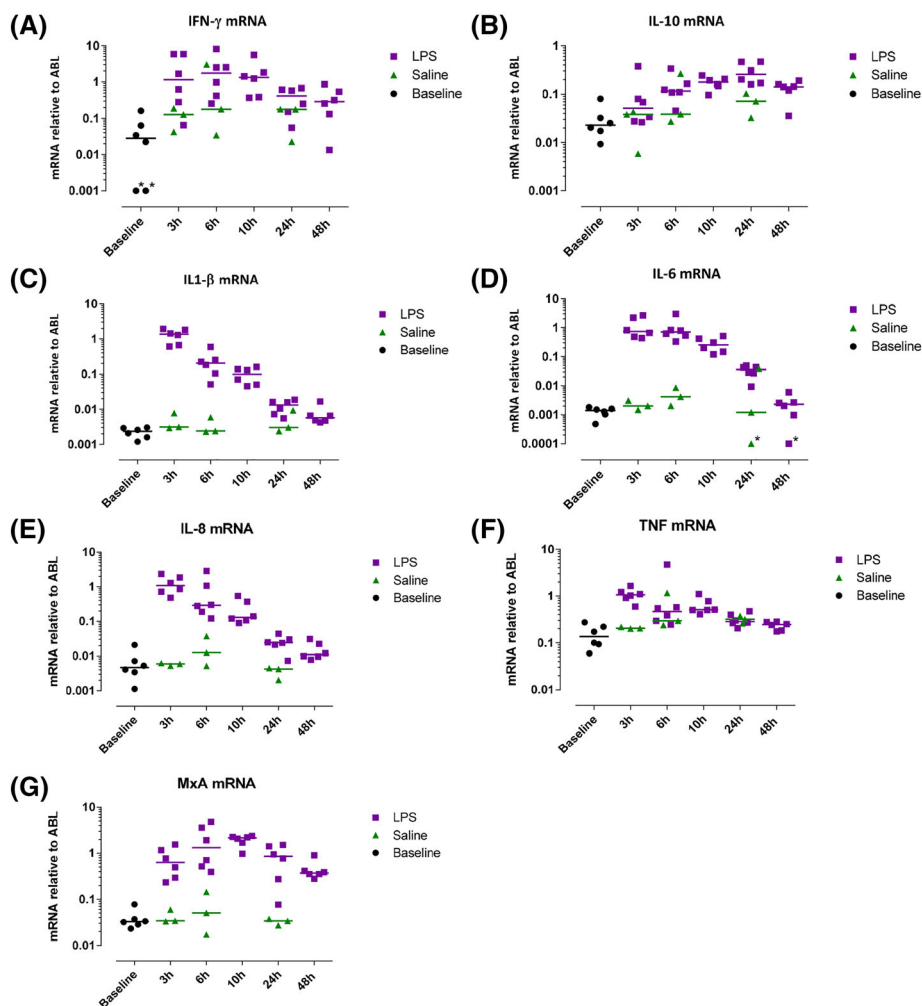 (A)
IFN-γ mRNA
mRNA relative to ABL
10
1
0.1
0.01
0.001
* *
Baseline
3h
6h
10h
24h
48h
LPS
Saline
Baseline
(B)
IL-10 mRNA
mRNA relative to ABL
1
0.1
0.01
0.001
Baseline
3h
6h
10h
24h
48h
LPS
Saline
Baseline
(C)
IL1-β mRNA
mRNA relative to ABL
10
1
0.1
0.01
0.001
Baseline
3h
6h
10h
24h
48h
LPS
Saline
Baseline
(D)
IL-6 mRNA
mRNA relative to ABL
10
1
0.1
0.01
0.001
0.0001
*
*
Baseline
3h
6h
10h
24h
48h
LPS
Saline
Baseline
(E)
IL-8 mRNA
mRNA relative to ABL
10
1
0.1
0.01
0.001
Baseline
3h
6h
10h
24h
48h
LPS
Saline
Baseline
(F)
TNF mRNA
mRNA relative to ABL
10
1
0.1
0.01
Baseline
3h
6h
10h
24h
48h
LPS
Saline
Baseline
(G)
MxA mRNA
mRNA relative to ABL
10
1
0.1
0.01
Baseline
3h
6h
10h
24h
48h
LPS
Saline
Baseline